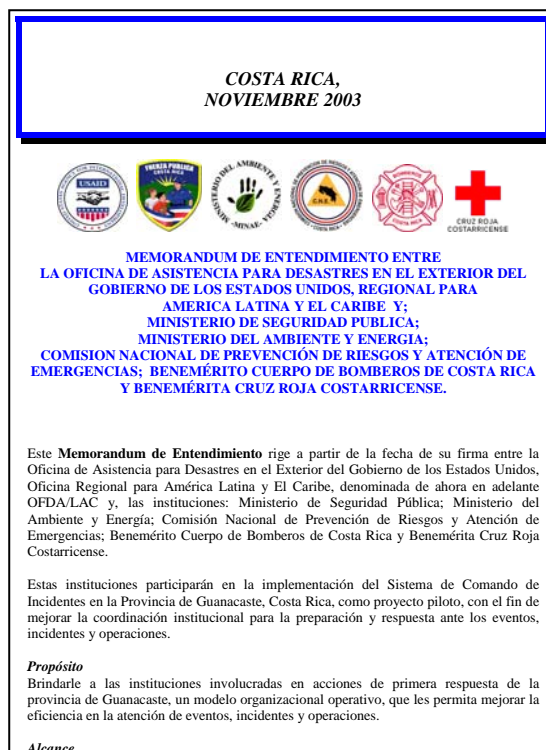 COSTA RICA,
NOVIEMBRE 2003
USAID
FUERZA PUBLICA
COSTA RICA
MINISTERIO DEL AMBIENTE Y ENERGIA
-MINAE-
C.N.E.
BOMBEROS
COSTA RICA
CRUZ ROJA
COSTARRICENSE
MEMORANDUM DE ENTENDIMIENTO ENTRE
LA OFICINA DE ASISTENCIA PARA DESASTRES EN EL EXTERIOR DEL
GOBIERNO DE LOS ESTADOS UNIDOS, REGIONAL PARA
AMERICA LATINA Y EL CARIBE Y;
MINISTERIO DE SEGURIDAD PUBLICA;
MINISTERIO DEL AMBIENTE Y ENERGIA;
COMISION NACIONAL DE PREVENCIÓN DE RIESGOS Y ATENCIÓN DE
EMERGENCIAS; BENEMÉRITO CUERPO DE BOMBEROS DE COSTA RICA
Y BENEMÉRITA CRUZ ROJA COSTARRICENSE.
Este Memorandum de Entendimiento rige a partir de la fecha de su firma entre la
Oficina de Asistencia para Desastres en el Exterior del Gobierno de los Estados Unidos,
Oficina Regional para América Latina y El Caribe, denominada de ahora en adelante
OFDA/LAC y, las instituciones: Ministerio de Seguridad Pública; Ministerio del
Ambiente y Energía; Comisión Nacional de Prevención de Riesgos y Atención de
Emergencias; Benemérito Cuerpo de Bomberos de Costa Rica y Benemérita Cruz Roja
Costarricense.
Estas instituciones participarán en la implementación del Sistema de Comando de
Incidentes en la Provincia de Guanacaste, Costa Rica, como proyecto piloto, con el fin de
mejorar la coordinación institucional para la preparación y respuesta ante los eventos,
incidentes y operaciones.
Propósito
Brindarle a las instituciones involucradas en acciones de primera respuesta de la
provincia de Guanacaste, un modelo organizacional operativo, que les permita mejorar la
eficiencia en la atención de eventos, incidentes y operaciones.
Alcance